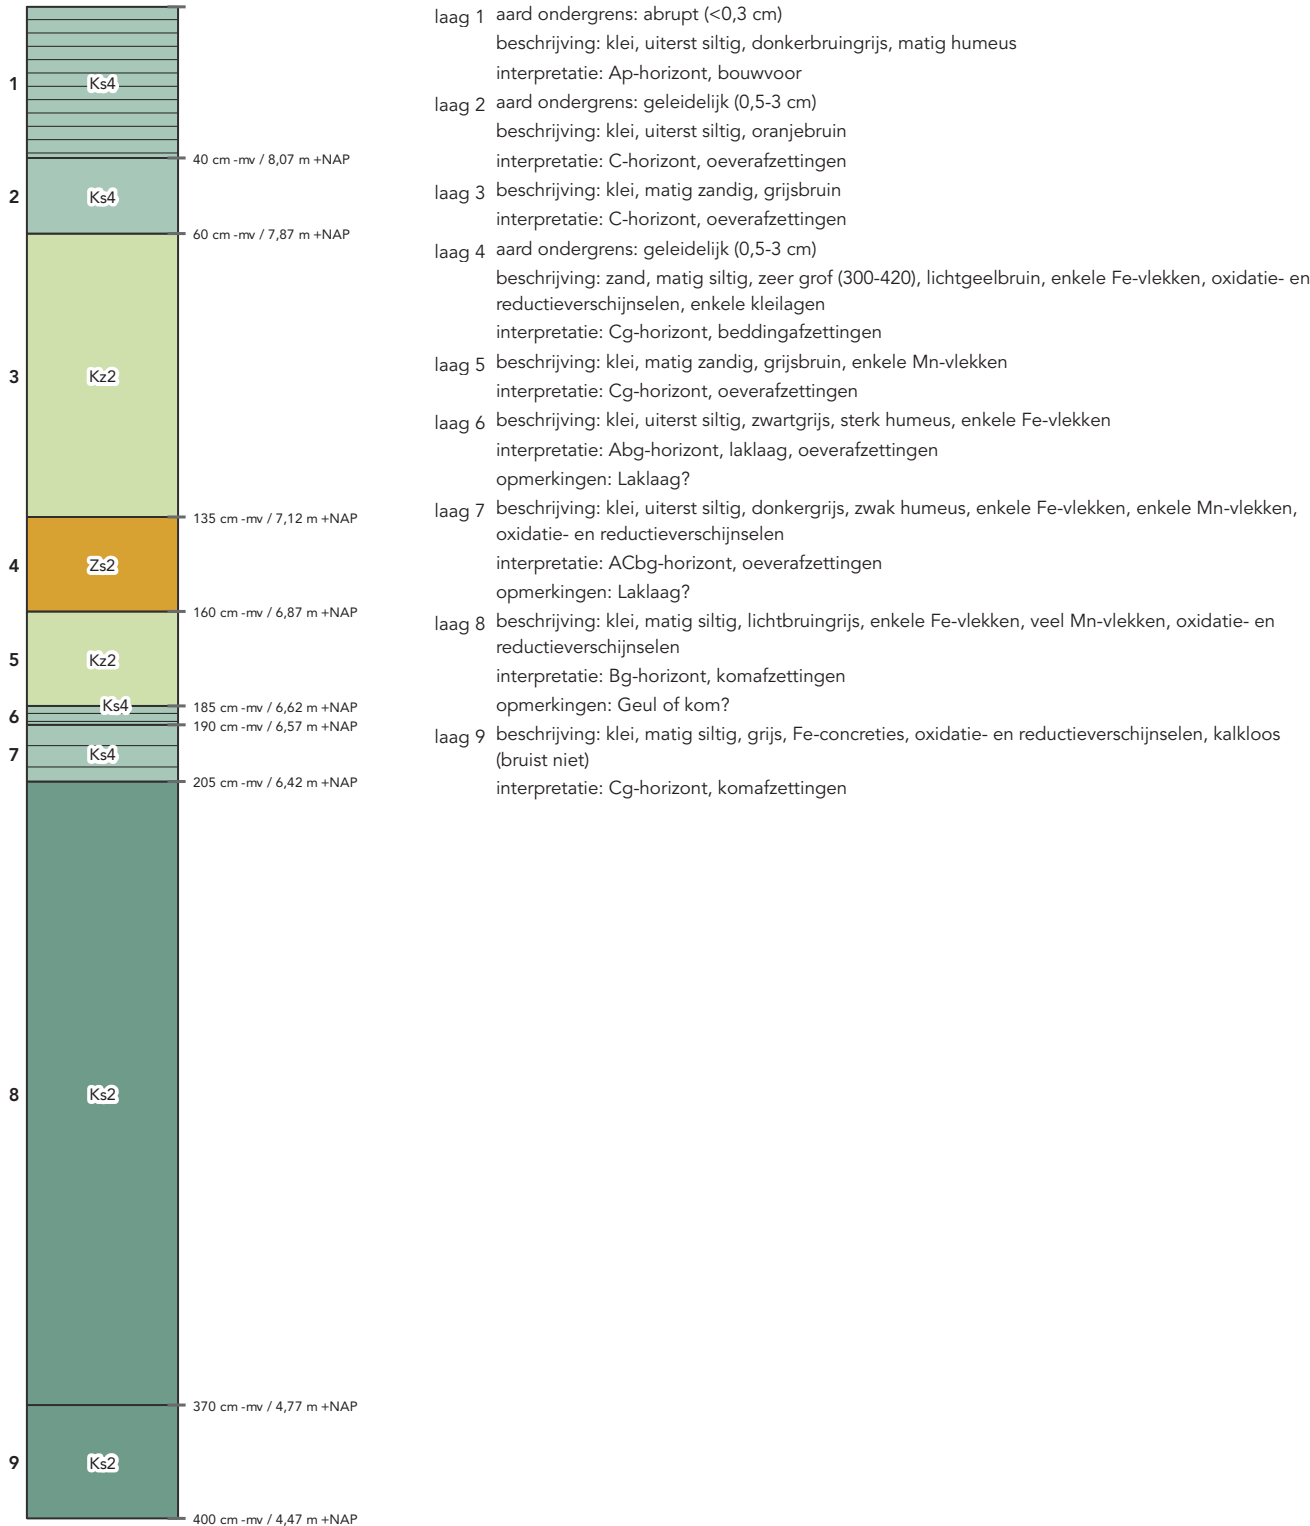 1
Ks4
40 cm -mv / 8,07 m +NAP
2
Ks4
60 cm -mv / 7,87 m +NAP
3
Kz2
135 cm -mv / 7,12 m +NAP
4
Zs2
160 cm -mv / 6,87 m +NAP
5
Kz2
Ks4
185 cm -mv / 6,62 m +NAP
6
190 cm -mv / 6,57 m +NAP
7
Ks4
205 cm -mv / 6,42 m +NAP
8
Ks2
370 cm -mv / 4,77 m +NAP
9
Ks2
400 cm -mv / 4,47 m +NAP
laag 1 aard ondergrens: abrupt (<0,3 cm)
beschrijving: klei, uiterst siltig, donkerbruingrijs, matig humeus
interpretatie: Ap-horizont, bouwvoor
laag 2 aard ondergrens: geleidelijk (0,5-3 cm)
beschrijving: klei, uiterst siltig, oranjebruin
interpretatie: C-horizont, oeverafzettingen
laag 3 beschrijving: klei, matig zandig, grijsbruin
interpretatie: C-horizont, oeverafzettingen
laag 4 aard ondergrens: geleidelijk (0,5-3 cm)
beschrijving: zand, matig siltig, zeer grof (300-420), lichtgeelbruin, enkele Fe-vlekken, oxidatie- en
reductieverschijnselen, enkele kleilagen
interpretatie: Cg-horizont, beddingafzettingen
laag 5 beschrijving: klei, matig zandig, grijsbruin, enkele Mn-vlekken
interpretatie: Cg-horizont, oeverafzettingen
laag 6 beschrijving: klei, uiterst siltig, zwartgrijs, sterk humeus, enkele Fe-vlekken
interpretatie: Abg-horizont, laklaag, oeverafzettingen
opmerkingen: Laklaag?
laag 7 beschrijving: klei, uiterst siltig, donkergrijs, zwak humeus, enkele Fe-vlekken, enkele Mn-vlekken,
oxidatie- en reductieverschijnselen
interpretatie: ACbg-horizont, oeverafzettingen
opmerkingen: Laklaag?
laag 8 beschrijving: klei, matig siltig, lichtbruingrijs, enkele Fe-vlekken, veel Mn-vlekken, oxidatie- en
reductieverschijnselen
interpretatie: Bg-horizont, komafzettingen
opmerkingen: Geul of kom?
laag 9 beschrijving: klei, matig siltig, grijs, Fe-concreties, oxidatie- en reductieverschijnselen, kalkloos
(bruist niet)
interpretatie: Cg-horizont, komafzettingen